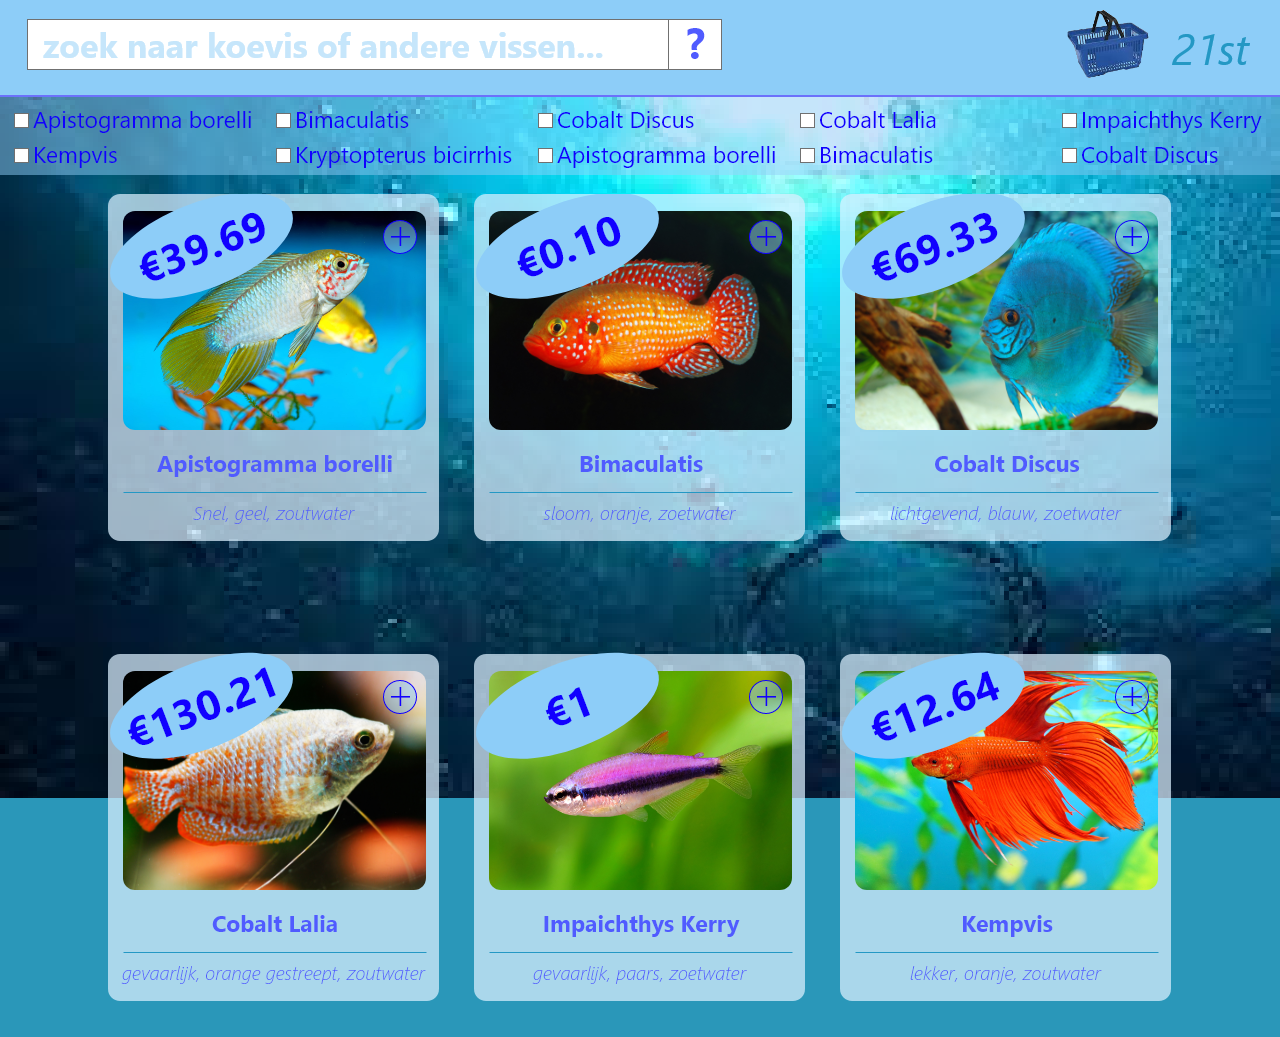 zoek naar koevis of andere vissen...
?
21st
Apistogramma borelli Bimaculatis Cobalt Discus Cobalt Lalia Impaichthys Kerry
Kempvis Kryptopterus bicirrhis Apistogramma borelli Bimaculatis Cobalt Discus
€39.69 €0.10 €69.33
Apistogramma borelli Bimaculatis Cobalt Discus
Snel, geel, zoutwater sloom, oranje, zoetwater lichtgevend, blauw, zoetwater
€130.21 €1 €12.64
Cobalt Lalia Impaichthys Kerry Kempvis
gevaarlijk, orange gestreept, zoutwater gevaarlijk, paars, zoetwater lekker, oranje, zoutwater